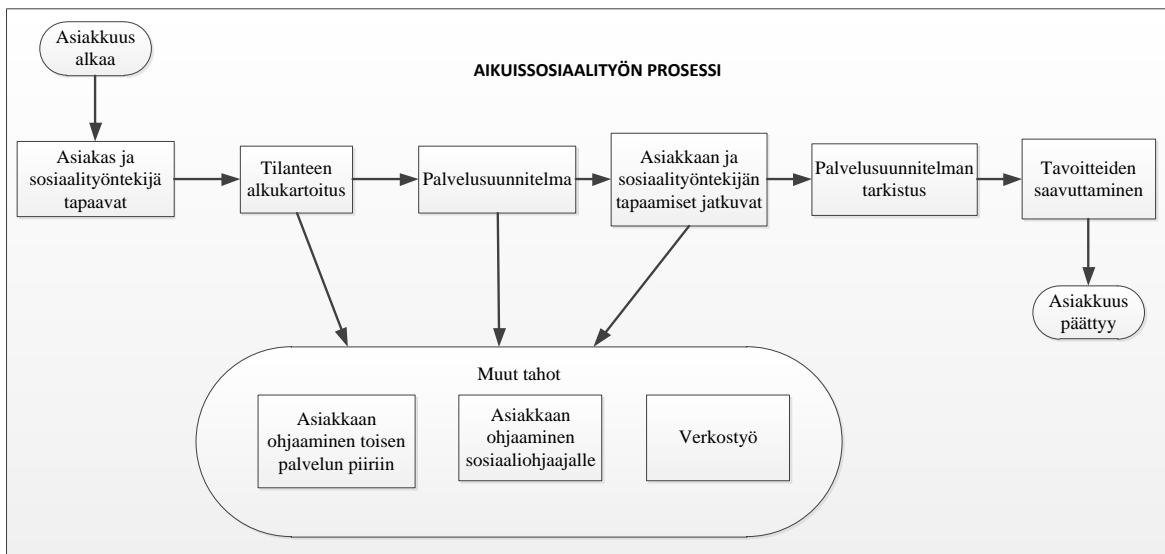 Asiakkuus
alkaa
AIKUISSOSIAALITYÖN PROSESSI
Asiakas ja
sosiaalityöntekijä
tapaavat
Tilanteen
alkukartoitus
Palvelusuunnitelma
Asiakkaan ja
sosiaalityöntekijän
tapaamiset jatkuvat
Palvelusuunnitelman
tarkistus
Tavoitteiden
saavuttaminen
Asiakkuus
päättyy
Muut tahot
Asiakkaan
ohjaaminen toisen
palvelun piiriin
Asiakkaan
ohjaaminen
sosiaaliohjaajalle
Verkostyö